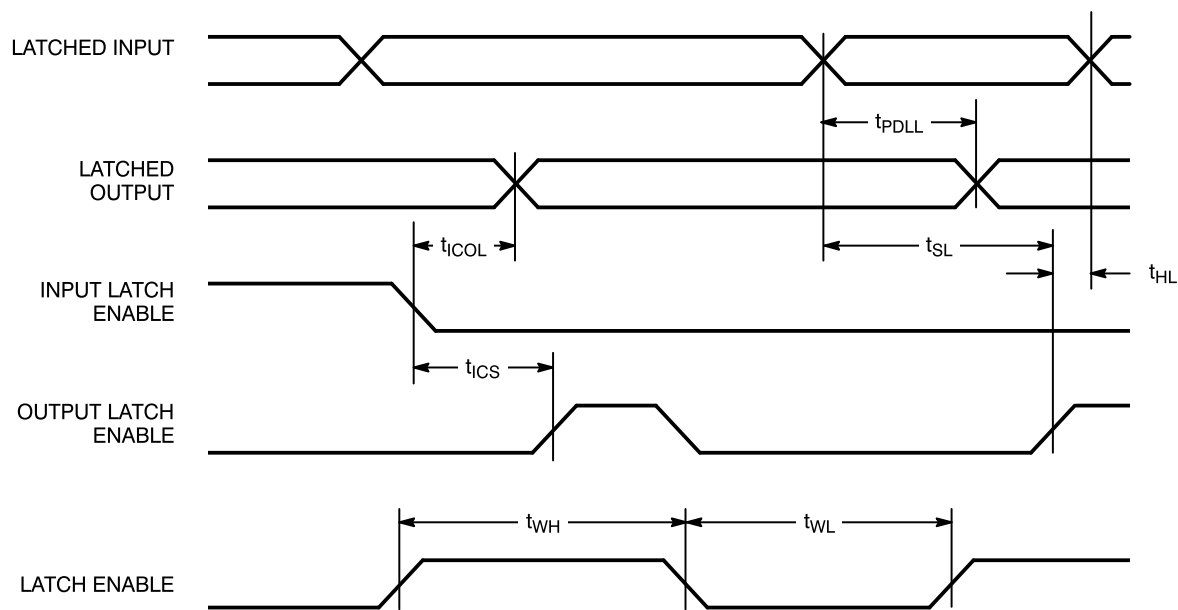 LATCHED INPUT
tPDLL
LATCHED
OUTPUT
tICOL
tSL
tHL
INPUT LATCH
ENABLE
tICS
OUTPUT LATCH
ENABLE
tWH
tWL
LATCH ENABLE